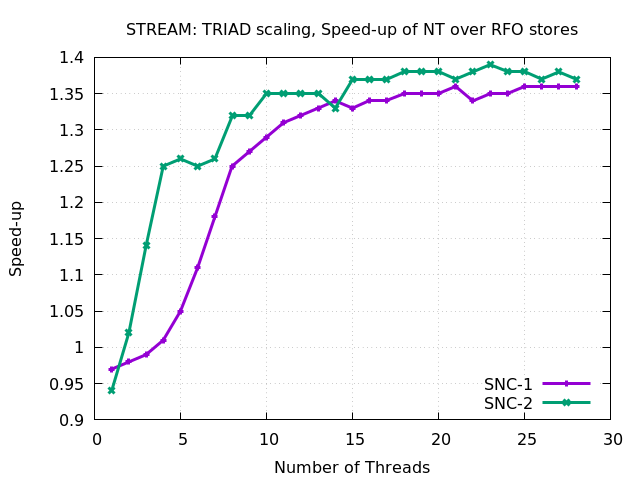 STREAM: TRIAD scaling, Speed-up of NT over RFO stores
1.4
1.35
1.3
1.25
1.2
1.15
1.1
1.05
1
0.95
0.9
Speed-up
SNC-1
SNC-2
0 5 10 15 20 25 30
Number of Threads